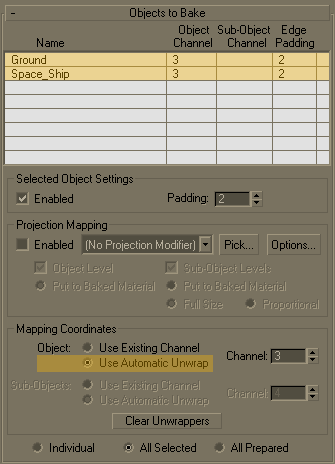 - Objects to Bake
Name Object Channel Sub-Object Channel Edge Padding
Ground 3 2
Space_Ship 3 2
Selected Object Settings
Enabled Padding: 2
Projection Mapping
Enabled (No Projection Modifier) Pick... Options...
Object Level Sub-Object Levels
Put to Baked Material Put to Baked Material
Full Size Proportional
Mapping Coordinates
Object: Use Existing Channel
Use Automatic Unwrap Channel: 3
Sub-Objects: Use Existing Channel
Use Automatic Unwrap Channel: 4
Clear Unwrappers
Individual All Selected All Prepared